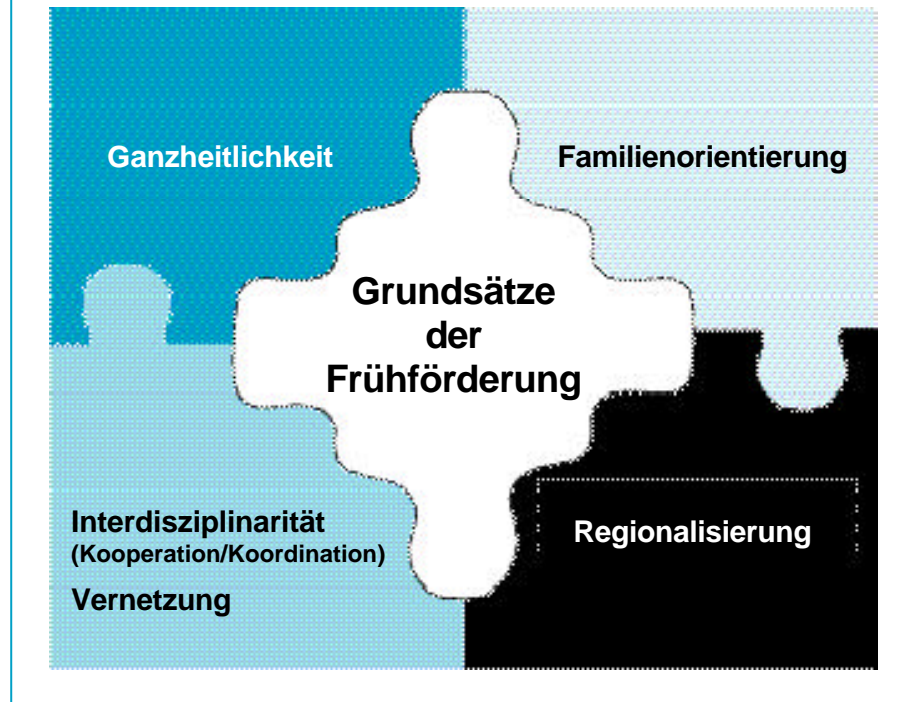 Ganzheitlichkeit
Familienorientierung
Grundsätze
der
Frühförderung
Interdisziplinarität
(Kooperation/Koordination)
Vernetzung
Regionalisierung